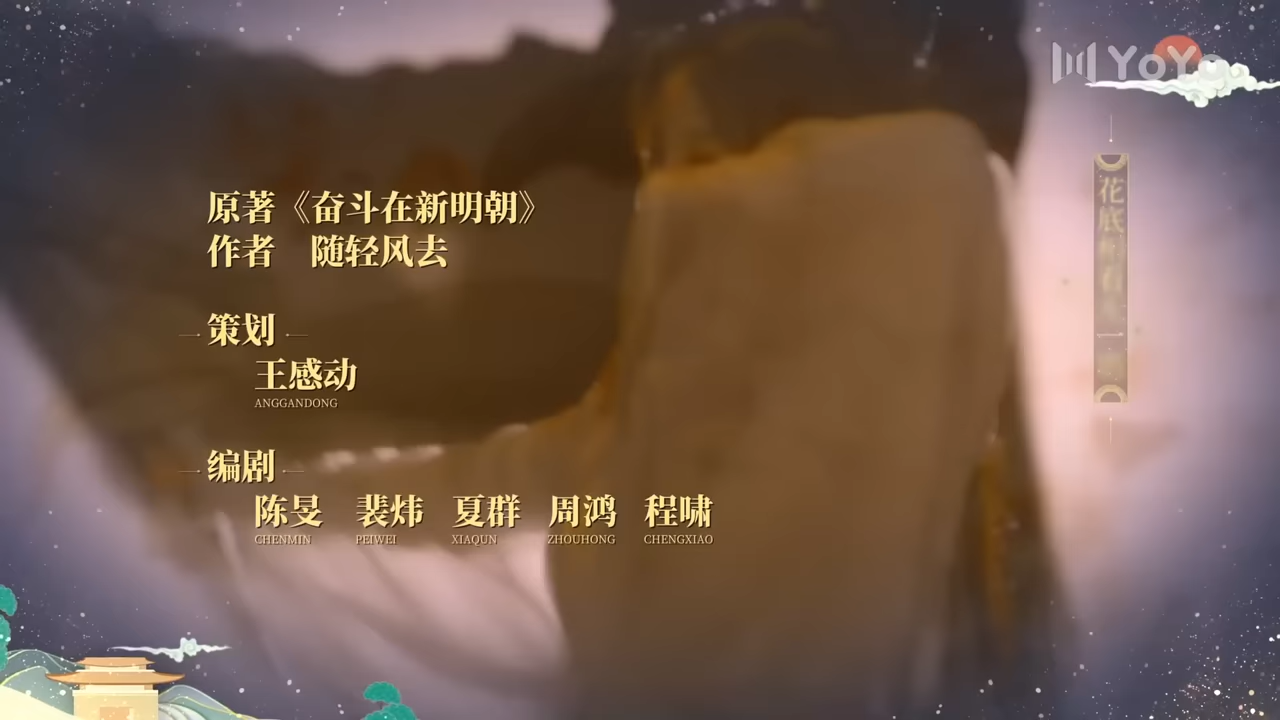 YoYo
原著《奋斗在新明朝》
作者 随轻风去
策划
王感动
ANGGANDONG
编剧
陈旻 裴炜 夏群 周鸿 程啸
CHENMIN PEIWEI XIAQUN ZHOUHONG CHENGXIAO
花底
看
一